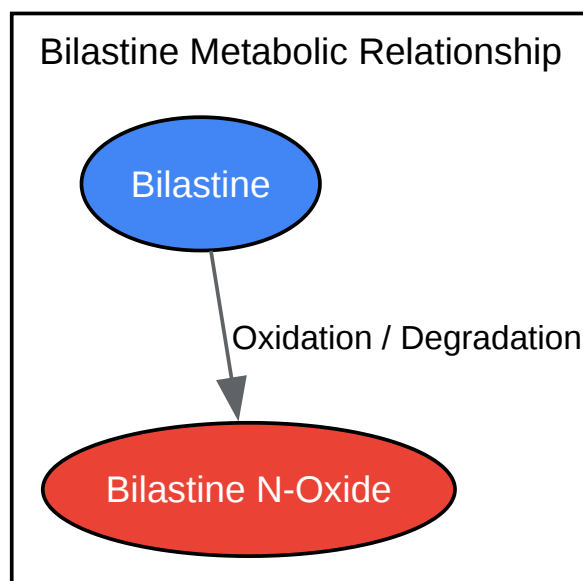 Bilastine Metabolic Relationship
Bilastine
Oxidation / Degradation
Bilastine N-Oxide